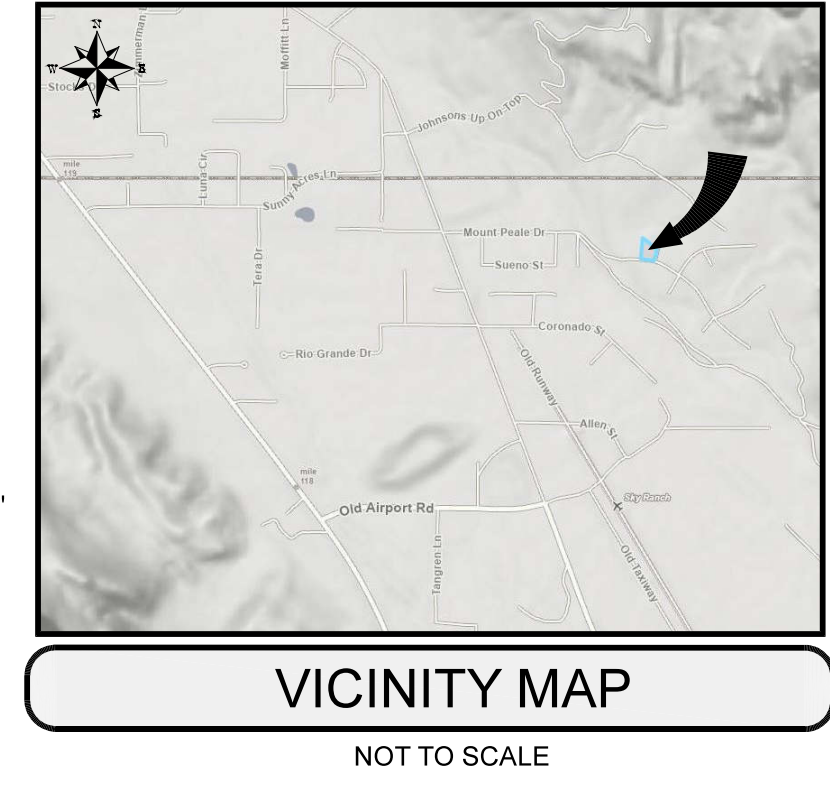 N
W
E
S
Zimmerman
Moffitt Ln
Stocks D
Johnsons Up On Top
mile
119
Luna Cir
Sunny Acres Ln
Mount Peale Dr
Sueno St
Tera Dr
Coronado St
Rio Grande Dr
Old Runway
Allen St
mile
118
Sky Ranch
Old Airport Rd
Tangren Ln
Old Taxiway
VICINITY MAP
NOT TO SCALE